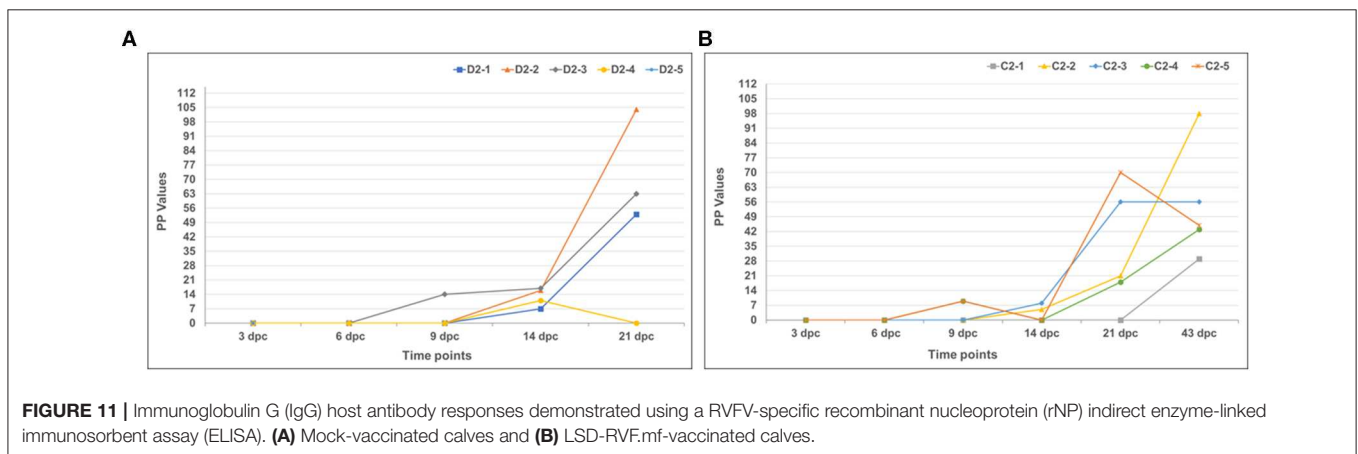 A
D2-1 D2-2 D2-3 D2-4 D2-5
112
105
98
91
84
77
70
63
56
49
42
35
28
21
14
7
0
PP Values
3 dpc 6 dpc 9 dpc 14 dpc 21 dpc
Time points
B
C2-1 C2-2 C2-3 C2-4 C2-5
112
105
98
91
84
77
70
63
56
49
42
35
28
21
14
7
0
PP Values
3 dpc 6 dpc 9 dpc 14 dpc 21 dpc 43 dpc
Time points
FIGURE 11 | Immunoglobulin G (IgG) host antibody responses demonstrated using a RVFV-specific recombinant nucleoprotein (rNP) indirect enzyme-linked
immunosorbent assay (ELISA). (A) Mock-vaccinated calves and (B) LSD-RVF.mf-vaccinated calves.